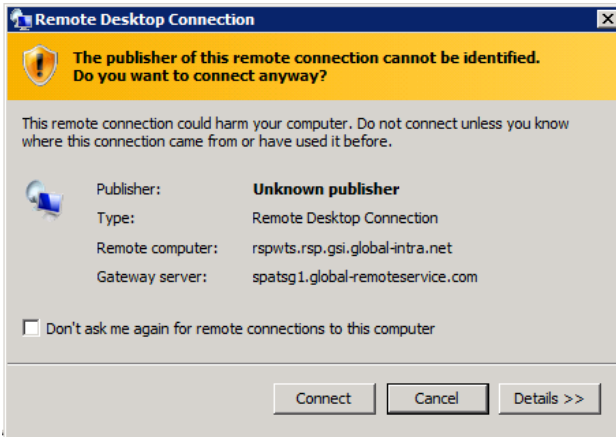 Remote Desktop Connection
The publisher of this remote connection cannot be identified.
Do you want to connect anyway?
This remote connection could harm your computer. Do not connect unless you know
where this connection came from or have used it before.
Publisher: Unknown publisher
Type: Remote Desktop Connection
Remote computer: rspwts.rsp.gsi.global-intra.net
Gateway server: spatsg1.global-remoteservice.com
Don't ask me again for remote connections to this computer
Connect Cancel Details >>